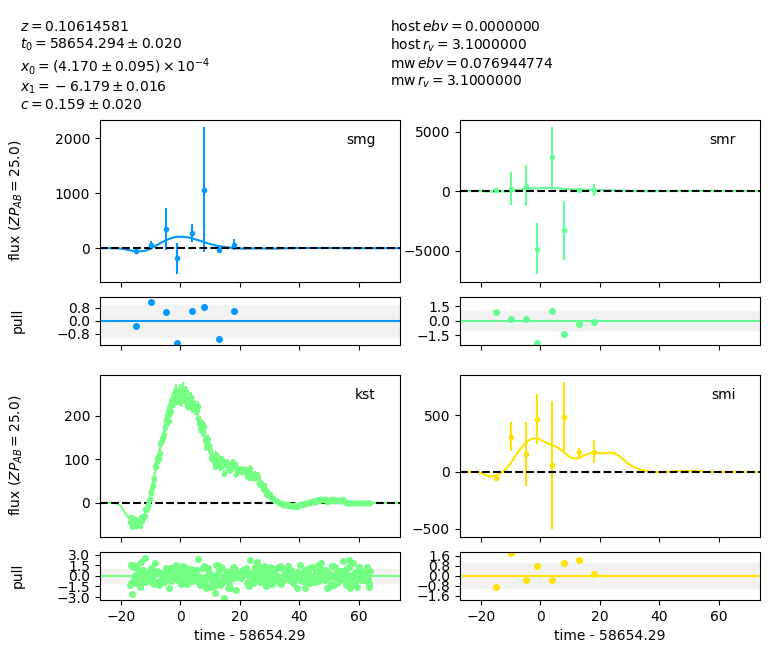 z = 0.10614581
t₀ = 58654.294 ± 0.020
x₀ = (4.170 ± 0.095) × 10⁻⁴
x₁ = −6.179 ± 0.016
c = 0.159 ± 0.020
host ebv = 0.0000000
host rᵥ = 3.1000000
mw ebv = 0.076944774
mw rᵥ = 3.1000000
flux (ZP_AB = 25.0)
2000
1000
0
smg
5000
0
−5000
smr
pull
0.8
0.0
−0.8
1.5
0.0
−1.5
flux (ZP_AB = 25.0)
200
100
0
kst
500
0
−500
smi
pull
3.0
1.5
0.0
−1.5
−3.0
−20 0 20 40 60
time - 58654.29
1.6
0.8
0.0
−0.8
−1.6
−20 0 20 40 60
time - 58654.29